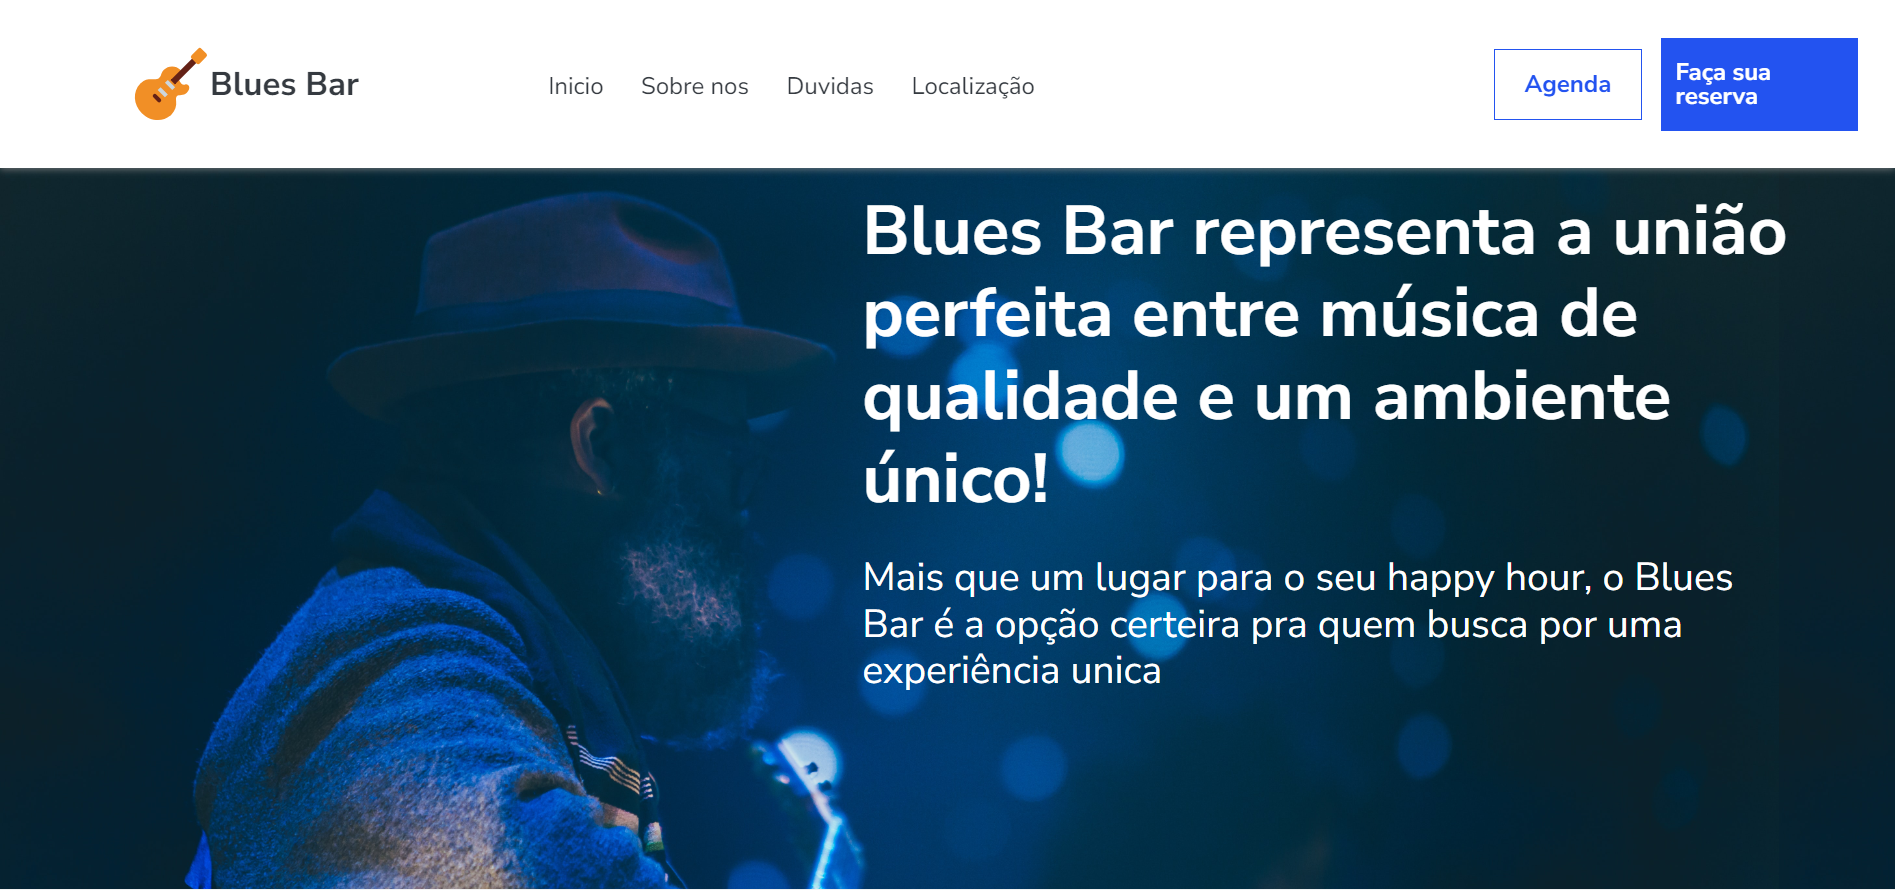 Blues Bar
Inicio Sobre nos Duvidas Localização
Agenda
Faça sua
reserva
Blues Bar representa a união
perfeita entre música de
qualidade e um ambiente
único!
Mais que um lugar para o seu happy hour, o Blues
Bar é a opção certeira pra quem busca por uma
experiência unica